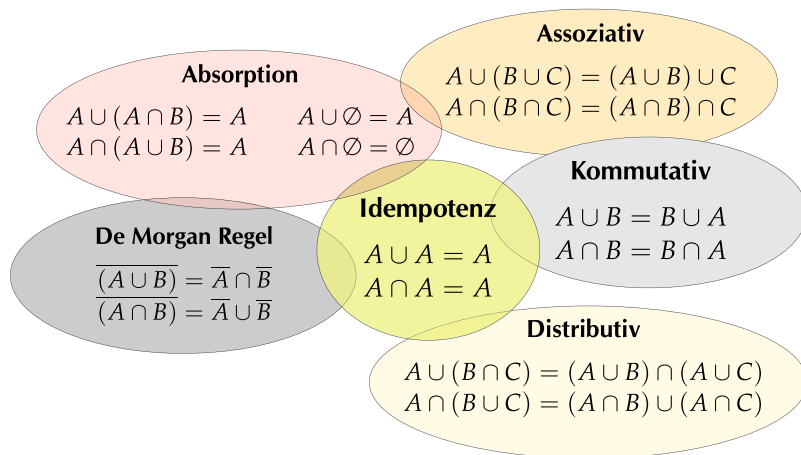 Assoziativ
A ∪ (B ∪ C) = (A ∪ B) ∪ C
A ∩ (B ∩ C) = (A ∩ B) ∩ C
Absorption
A ∪ (A ∩ B) = A A ∪ ∅ = A
A ∩ (A ∪ B) = A A ∩ ∅ = ∅
Kommutativ
A ∪ B = B ∪ A
A ∩ B = B ∩ A
Idempotenz
A ∪ A = A
A ∩ A = A
De Morgan Regel
(A̅ ̅∪̅ ̅B̅)̅ = A̅ ∩ B̅
(A̅ ̅∩̅ ̅B̅)̅ = A̅ ∪ B̅
Distributiv
A ∪ (B ∩ C) = (A ∪ B) ∩ (A ∪ C)
A ∩ (B ∪ C) = (A ∩ B) ∪ (A ∩ C)